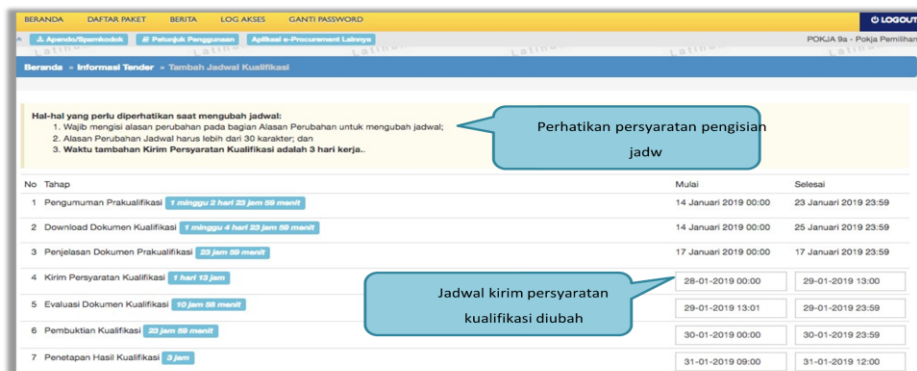 BERANDA DAFTAR PAKET BERITA LOG AKSES GANTI PASSWORD LOGOUT
Apendo/Spamkodok Petunjuk Penggunaan Aplikasi e-Procurement Lainnya POKJA 9a - Pokja Pemilihan
Beranda » Informasi Tender » Tambah Jadwal Kualifikasi
Hal-hal yang perlu diperhatikan saat mengubah jadwal:
1. Wajib mengisi alasan perubahan pada bagian Alasan Perubahan untuk mengubah jadwal;
2. Alasan Perubahan Jadwal harus lebih dari 30 karakter; dan
3. Waktu tambahan Kirim Persyaratan Kualifikasi adalah 3 hari kerja..
Perhatikan persyaratan pengisian
jadw
No Tahap Mulai Selesai
1 Pengumuman Prakualifikasi 1 minggu 2 hari 23 jam 59 menit 14 Januari 2019 00:00 23 Januari 2019 23:59
2 Download Dokumen Kualifikasi 1 minggu 4 hari 23 jam 59 menit 14 Januari 2019 00:00 25 Januari 2019 23:59
3 Penjelasan Dokumen Prakualifikasi 23 jam 59 menit 17 Januari 2019 00:00 17 Januari 2019 23:59
4 Kirim Persyaratan Kualifikasi 1 hari 13 jam 28-01-2019 00:00 29-01-2019 13:00
Jadwal kirim persyaratan
kualifikasi diubah
5 Evaluasi Dokumen Kualifikasi 10 jam 58 menit 29-01-2019 13:01 29-01-2019 23:59
6 Pembuktian Kualifikasi 23 jam 59 menit 30-01-2019 00:00 30-01-2019 23:59
7 Penetapan Hasil Kualifikasi 3 jam 31-01-2019 09:00 31-01-2019 12:00